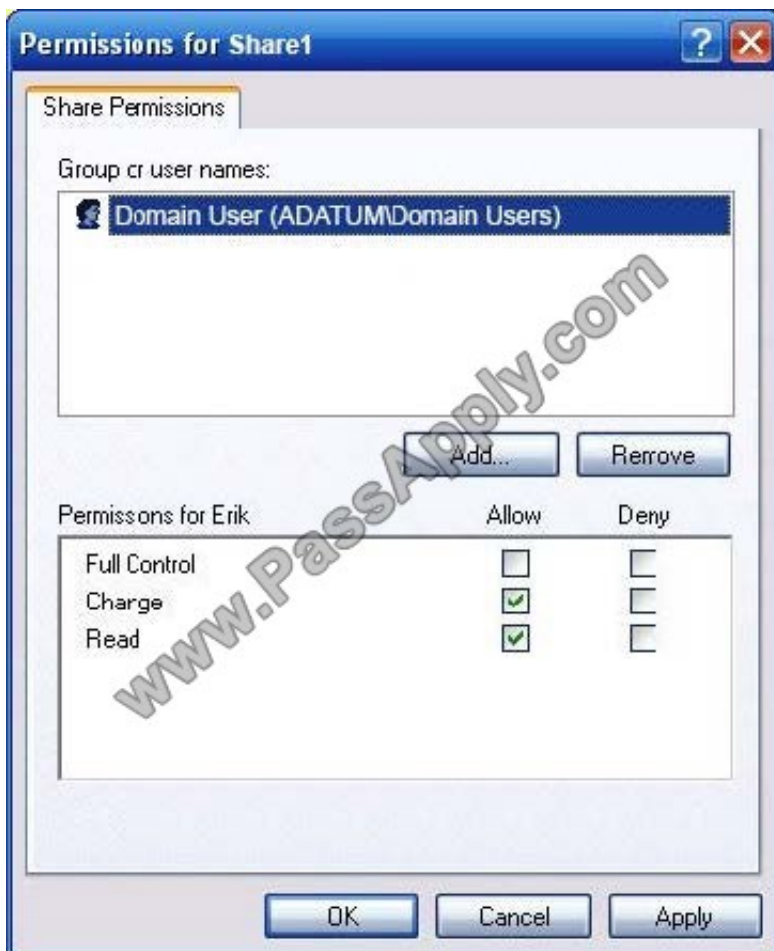 Permissions for Share1
Share Permissions
Group cr user names:
Domain User (ADATUM\Domain Users)
Add... Remove
Permissons for Erik Allow Deny
Full Control
Charge
Read
www.PassApply.com
OK Cancel Apply